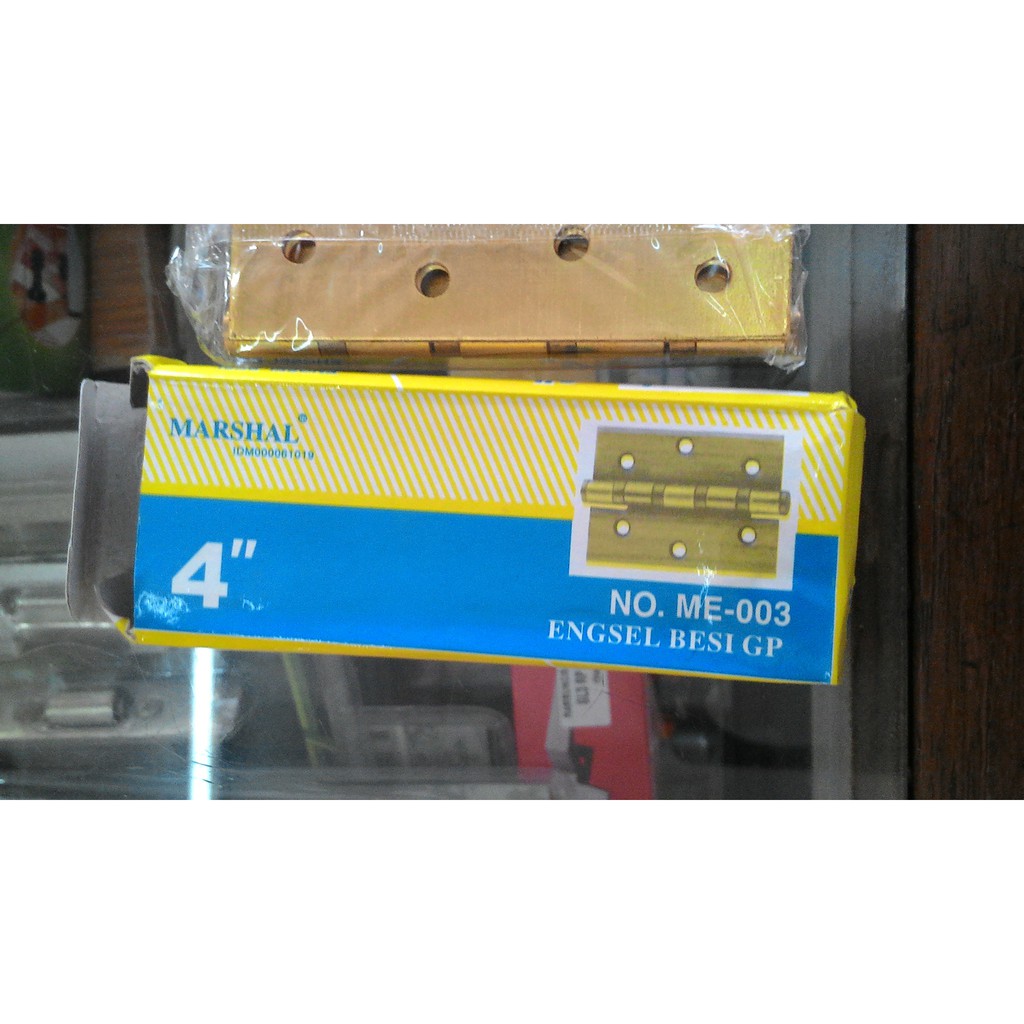 MARSHAL®
IDM000061019
4"
NO. ME-003
ENGSEL BESI GP